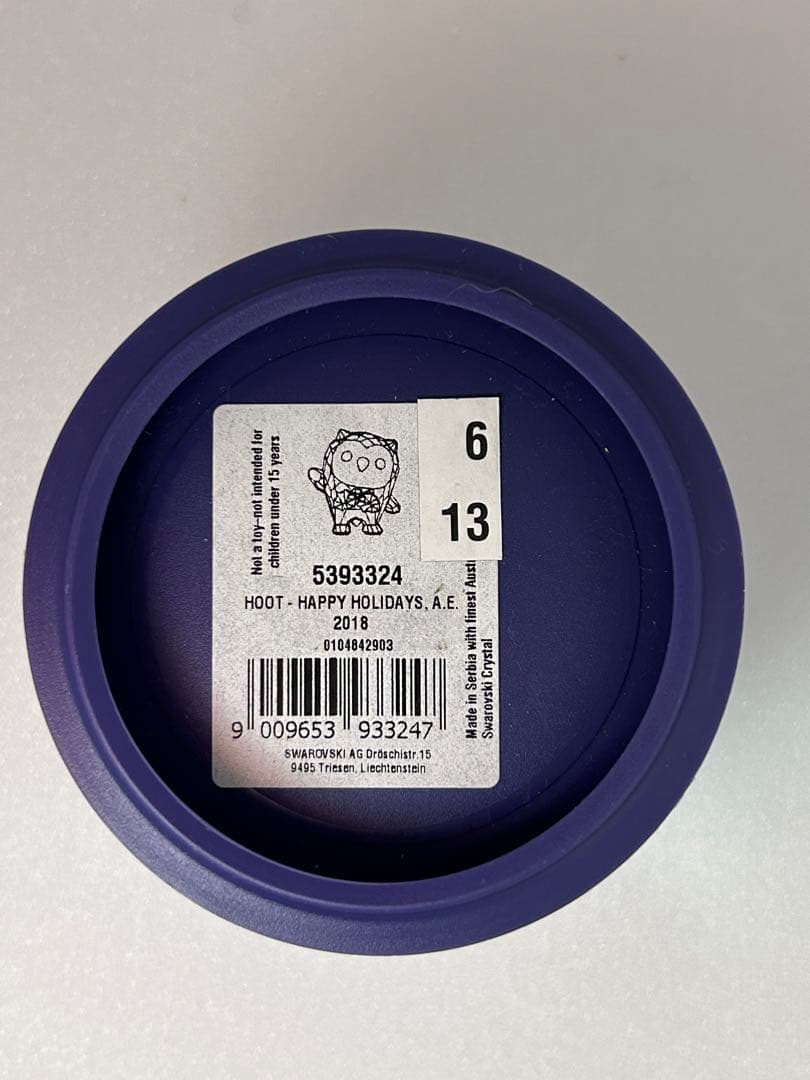 Not a toy-not intended for
children under 15 years
6
13
5393324
HOOT - HAPPY HOLIDAYS, A.E.
2018
0104842903
9 009653 933247
SWAROVSKI AG Dröschistr.15
9495 Triesen, Liechtenstein
Made in Serbia with finest Austi
Swarovski Crystal